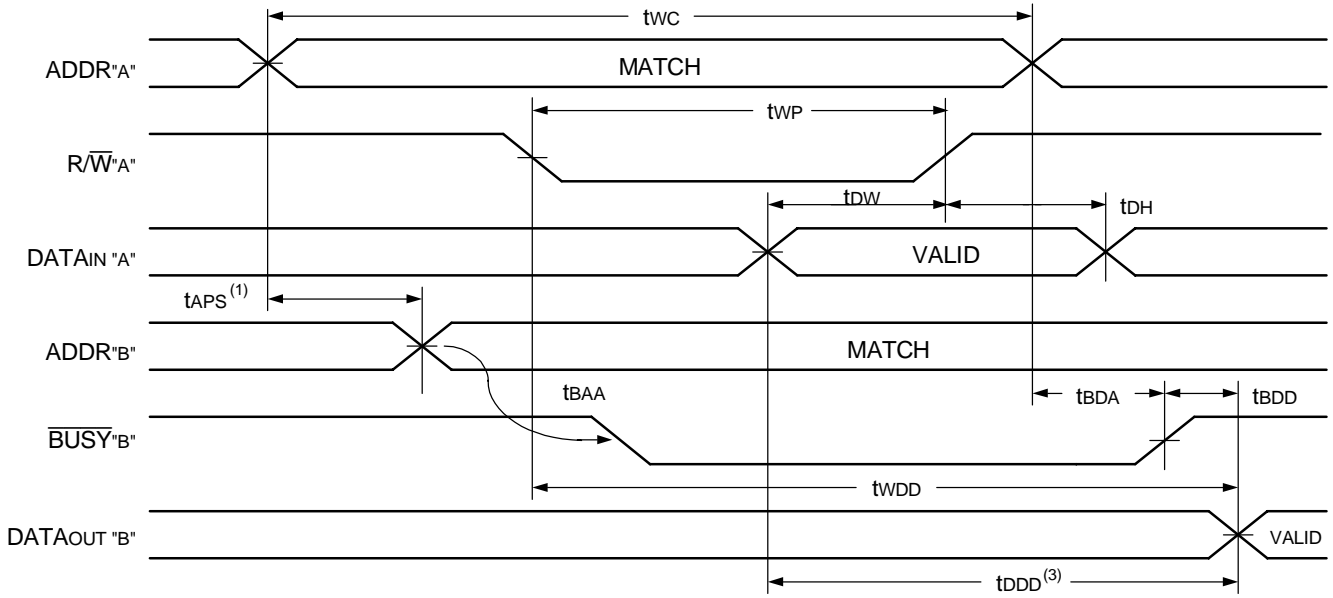 tWC
ADDR"A"
MATCH
tWP
R/W̅"A"
tDW
tDH
DATAIN "A"
VALID
tAPS(1)
ADDR"B"
MATCH
tBAA
tBDA
tBDD
B̅U̅S̅Y̅"B"
tWDD
DATAOUT "B"
VALID
tDDD(3)